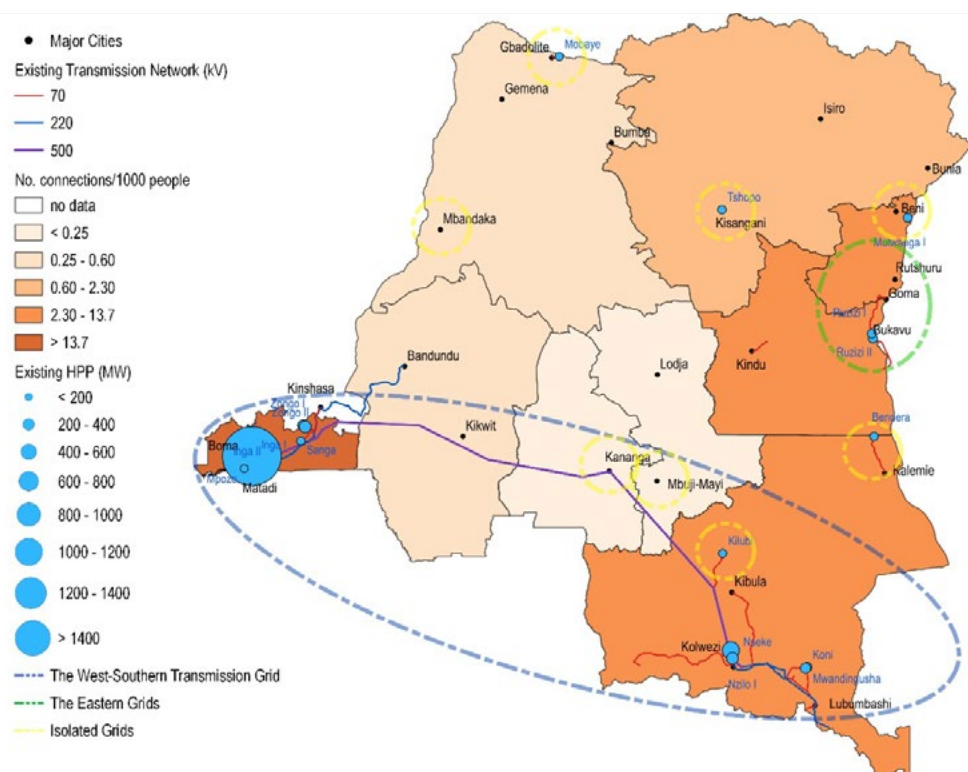 Major Cities
Existing Transmission Network (kV)
70
220
500
No. connections/1000 people
no data
< 0.25
0.25 - 0.60
0.60 - 2.30
2.30 - 13.7
> 13.7
Existing HPP (MW)
< 200
200 - 400
400 - 600
600 - 800
800 - 1000
1000 - 1200
1200 - 1400
> 1400
The West-Southern Transmission Grid
The Eastern Grids
Isolated Grids
Gbadolite
Mobaye
Gemena
Bumba
Isiro
Bunia
Mbandaka
Tshopo
Kisangani
Beni
Mutwanga I
Rutshuru
Goma
Ruzizi I
Bukavu
Ruzizi II
Kindu
Lodja
Bandundu
Kinshasa
Zongo I
Zongo II
Kikwit
Boma
Inga I
Inga II
Sanga
Matadi
Kananga
Mbuji-Mayi
Bendera
Kalemie
Kilubi
Kibula
Kolwezi
Nseke
Nzilo I
Koni
Mwandingusha
Lubumbashi